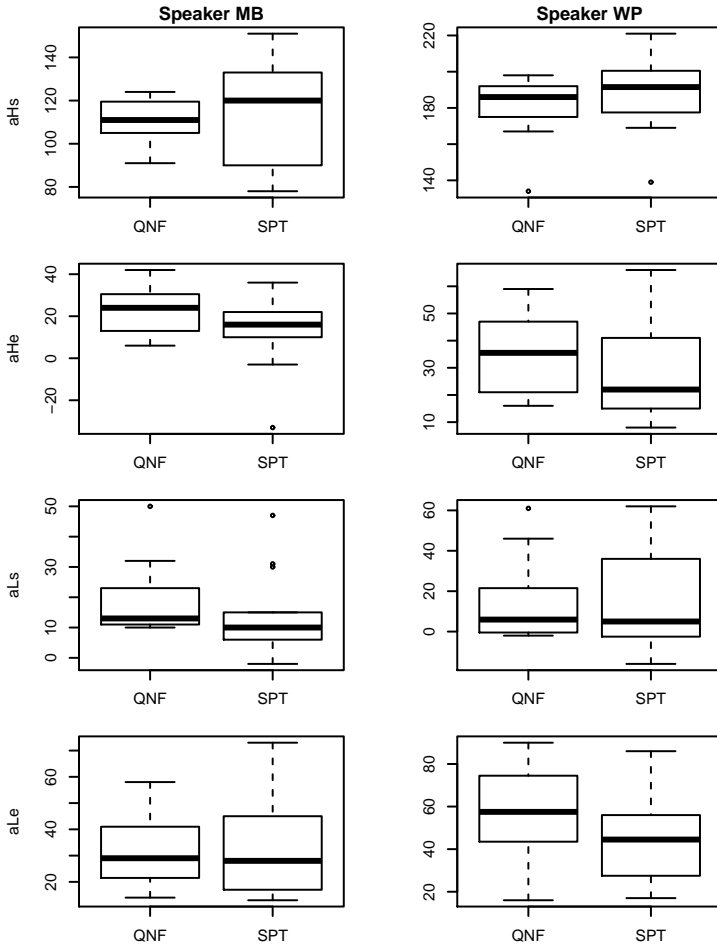 Speaker MB
aHs
80 100 120 140
QNF SPT
Speaker WP
140 180 220
QNF SPT
aHe
−20 0 20 40
QNF SPT
10 30 50
QNF SPT
aLs
0 10 30 50
QNF SPT
0 20 40 60
QNF SPT
aLe
20 40 60
QNF SPT
20 40 60 80
QNF SPT